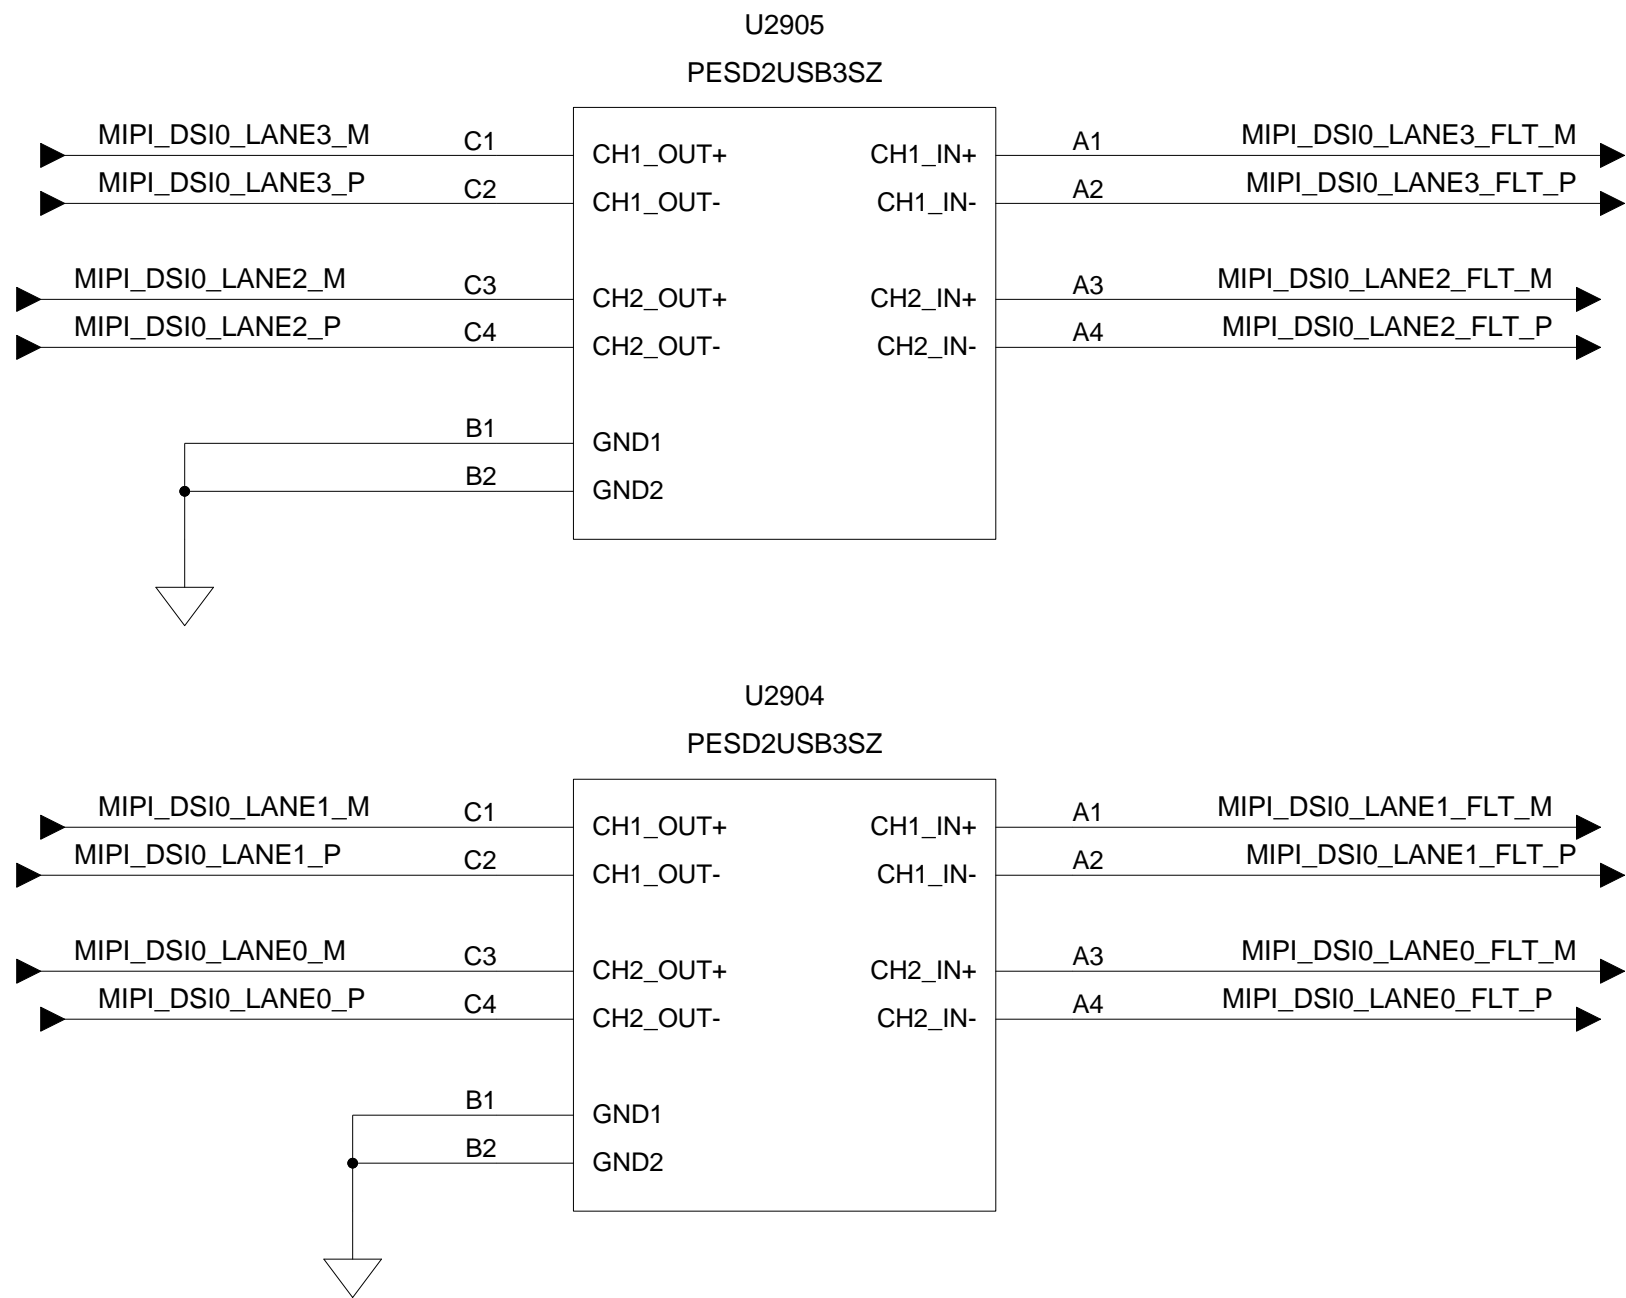 U2905
PESD2USB3SZ
MIPI_DSI0_LANE3_M C1 CH1_OUT+ CH1_IN+ A1 MIPI_DSI0_LANE3_FLT_M
MIPI_DSI0_LANE3_P C2 CH1_OUT- CH1_IN- A2 MIPI_DSI0_LANE3_FLT_P
MIPI_DSI0_LANE2_M C3 CH2_OUT+ CH2_IN+ A3 MIPI_DSI0_LANE2_FLT_M
MIPI_DSI0_LANE2_P C4 CH2_OUT- CH2_IN- A4 MIPI_DSI0_LANE2_FLT_P
B1 GND1
B2 GND2
U2904
PESD2USB3SZ
MIPI_DSI0_LANE1_M C1 CH1_OUT+ CH1_IN+ A1 MIPI_DSI0_LANE1_FLT_M
MIPI_DSI0_LANE1_P C2 CH1_OUT- CH1_IN- A2 MIPI_DSI0_LANE1_FLT_P
MIPI_DSI0_LANE0_M C3 CH2_OUT+ CH2_IN+ A3 MIPI_DSI0_LANE0_FLT_M
MIPI_DSI0_LANE0_P C4 CH2_OUT- CH2_IN- A4 MIPI_DSI0_LANE0_FLT_P
B1 GND1
B2 GND2